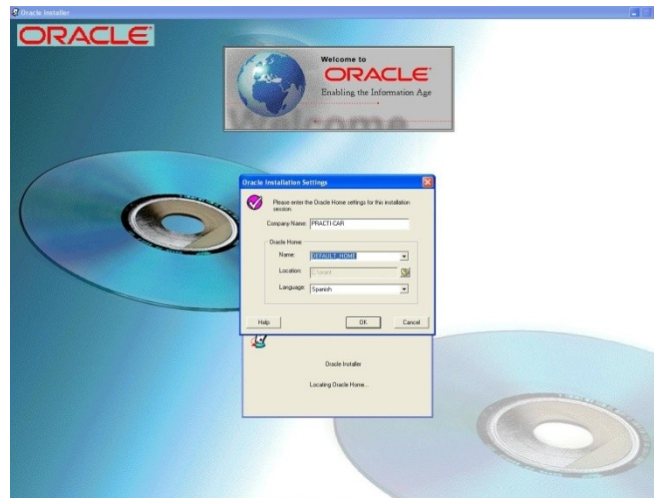 Oracle Installer
ORACLE
Welcome to
ORACLE
Enabling the Information Age
Welcome
Oracle Installation Settings
Please enter the Oracle Home settings for this installation
session.
Company Name: PRACTI-CAR
Oracle Home
Name: DEFAULT_HOME
Location:
Language: Spanish
Help OK Cancel
Oracle Installer
Locating Oracle Home...